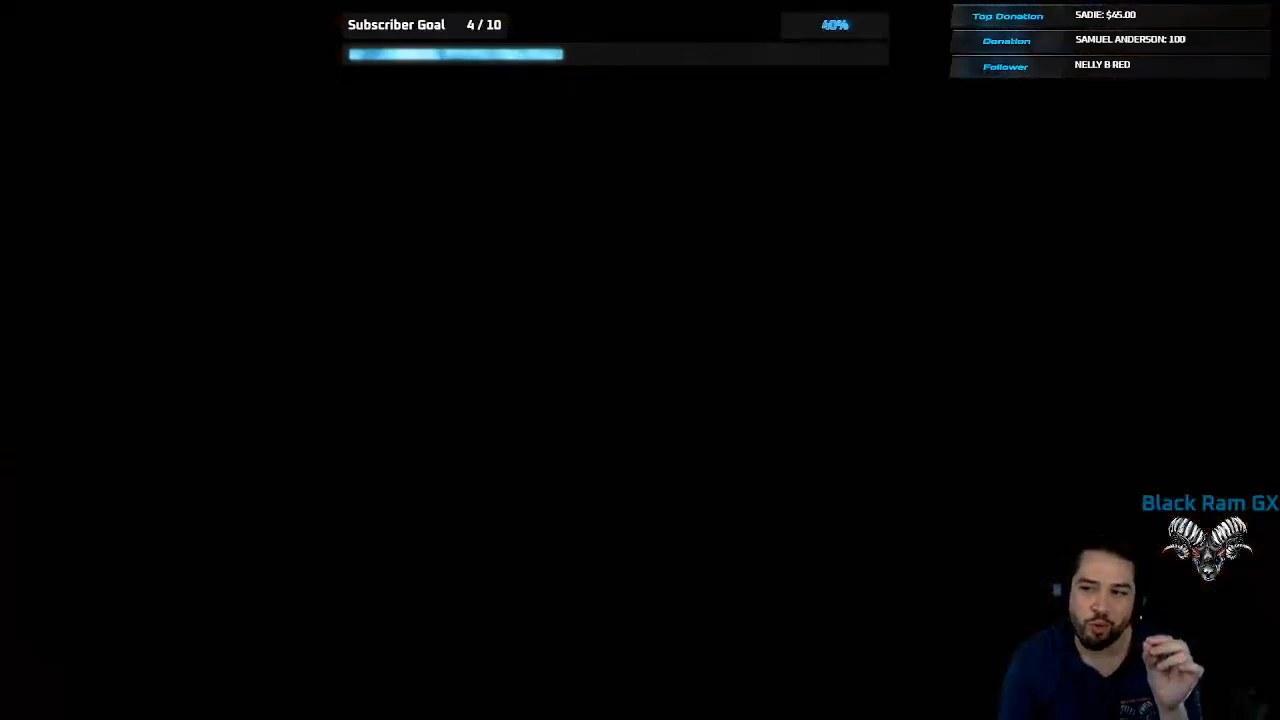 Subscriber Goal 4 / 10
40%
Top Donation SADIE: $45.00
Donation SAMUEL ANDERSON: 100
Follower NELLY B RED
Black Ram GX